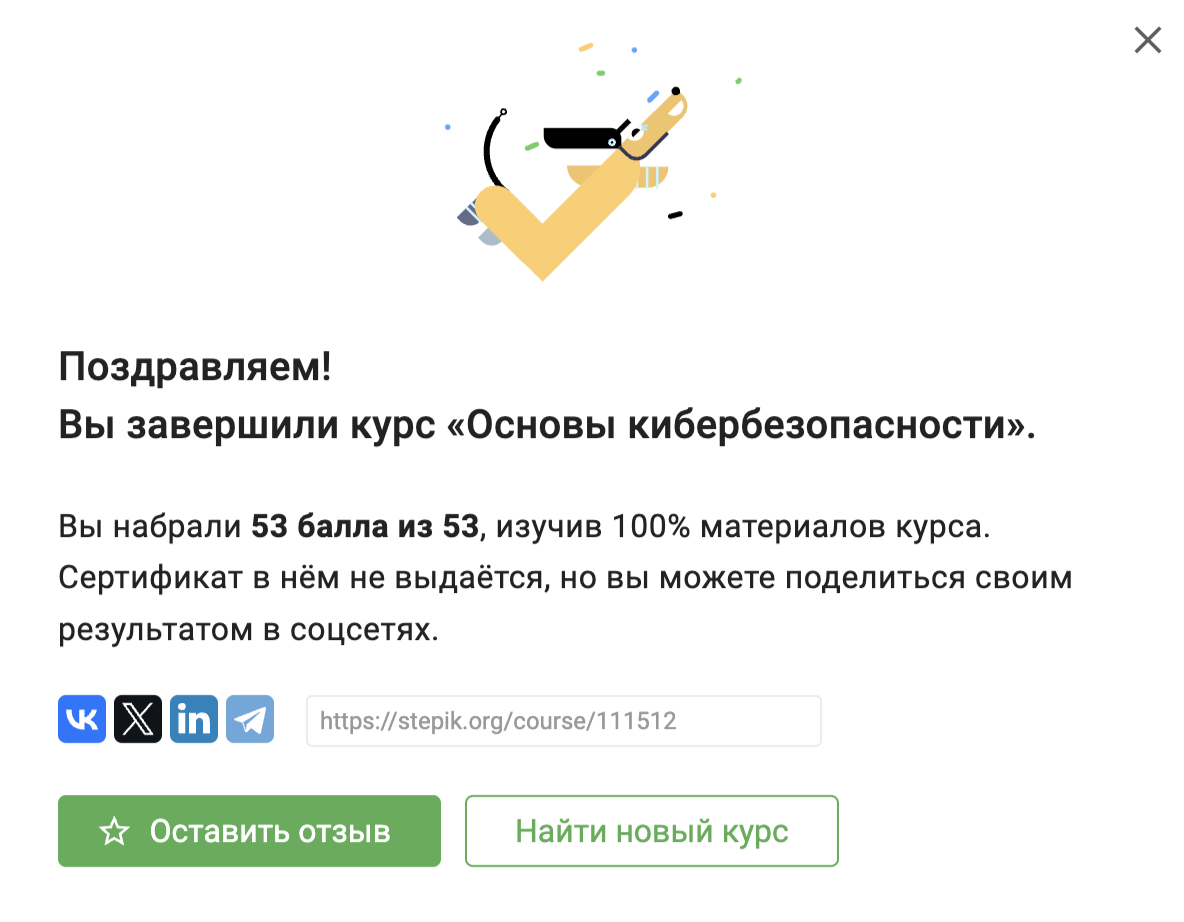 Поздравляем!
Вы завершили курс «Основы кибербезопасности».
Вы набрали 53 балла из 53, изучив 100% материалов курса.
Сертификат в нём не выдаётся, но вы можете поделиться своим
результатом в соцсетях.
https://stepik.org/course/111512
Оставить отзыв
Найти новый курс